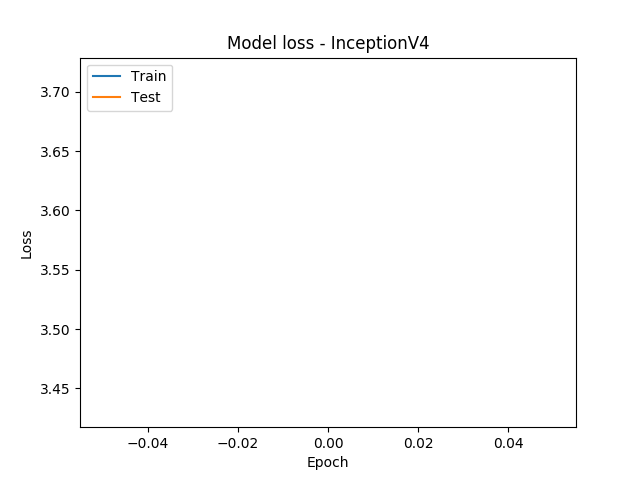 Model loss - InceptionV4
Train
Test
3.70
3.65
3.60
3.55
3.50
3.45
Loss
−0.04
−0.02
0.00
0.02
0.04
Epoch